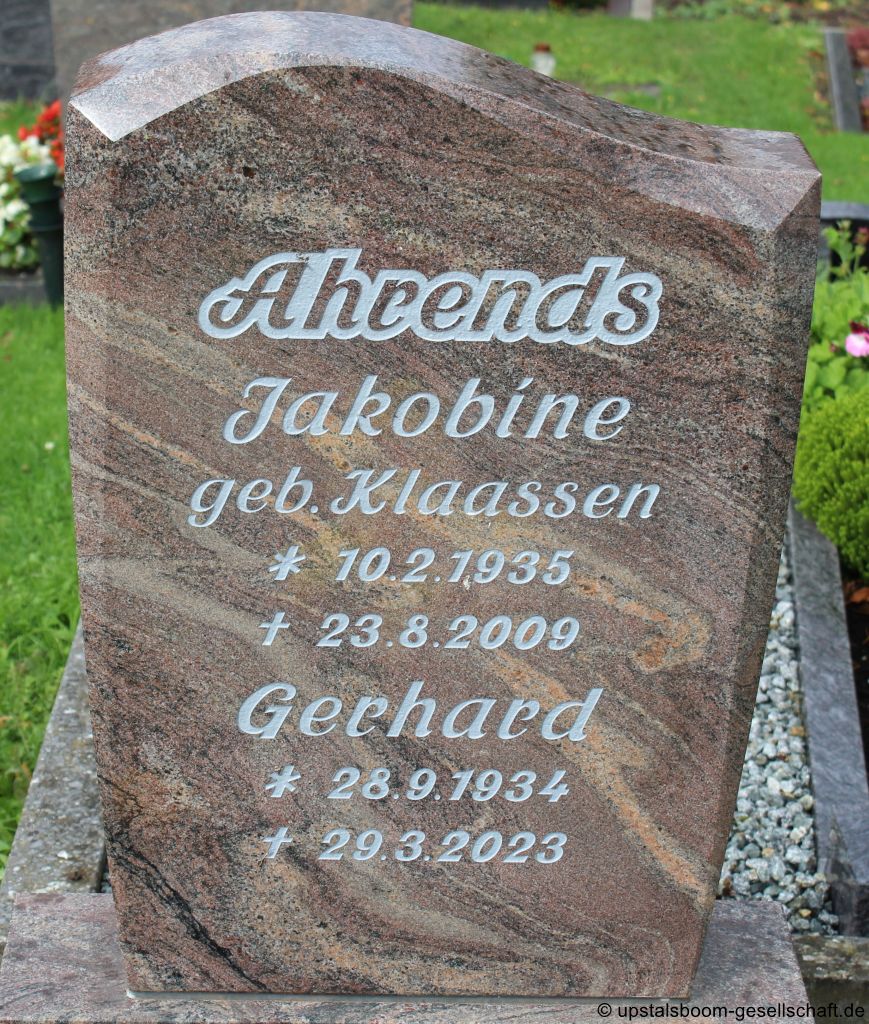 Ahrends
Jakobine
geb. Klaassen
* 10.2.1935
† 23.8.2009
Gerhard
* 28.9.1934
† 29.3.2023
© upstalsboom-gesellschaft.de